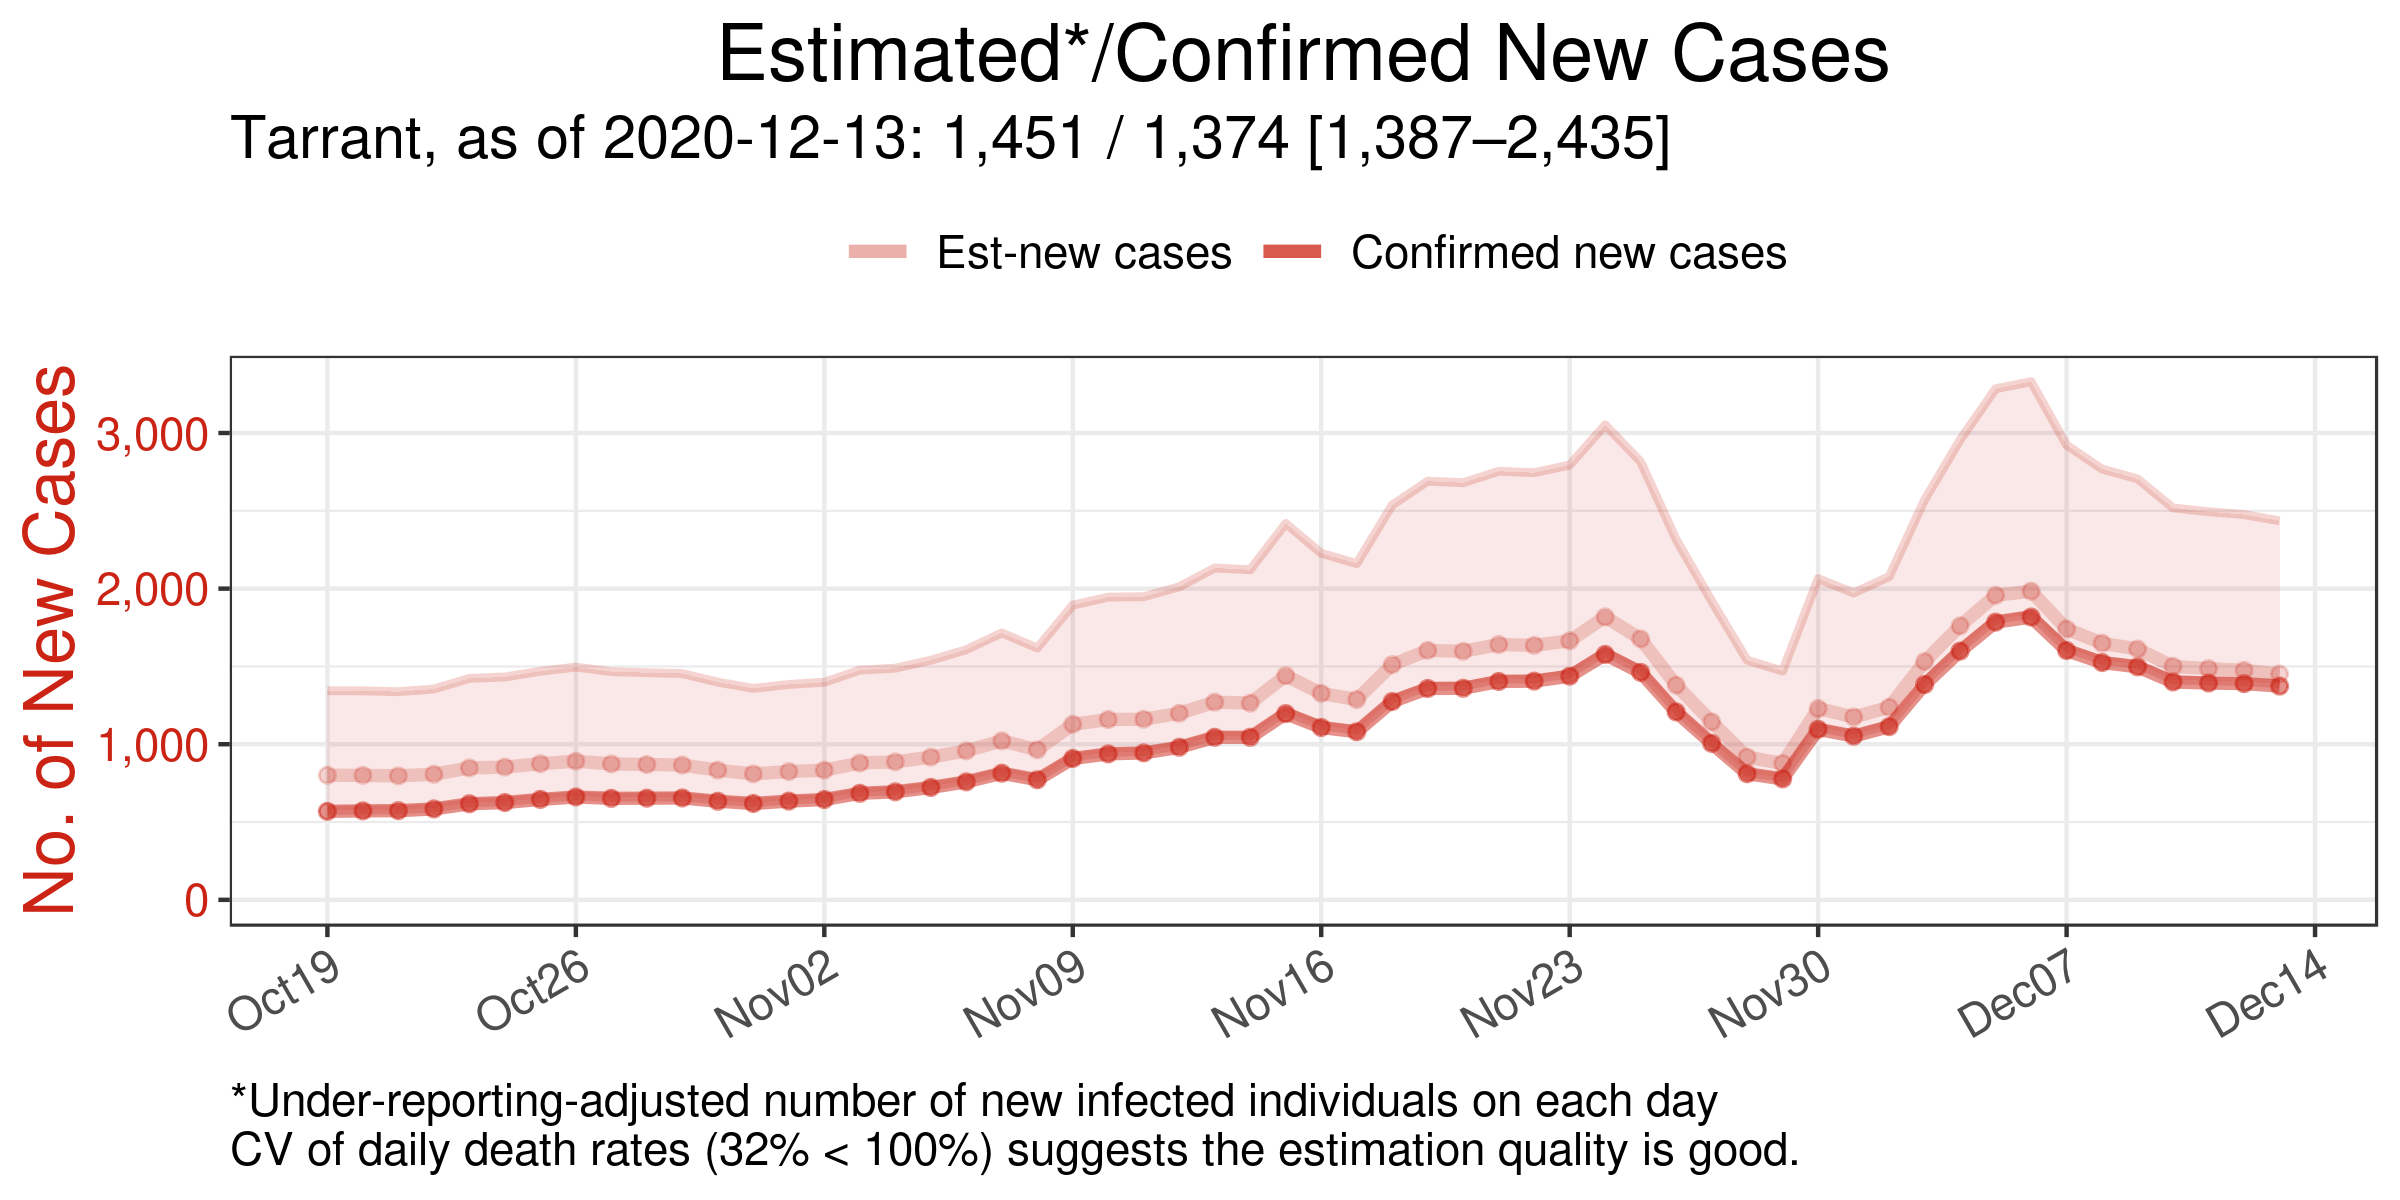 Estimated*/Confirmed New Cases
Tarrant, as of 2020-12-13: 1,451 / 1,374 [1,387–2,435]
Est-new cases
Confirmed new cases
No. of New Cases
3,000
2,000
1,000
0
Oct19
Oct26
Nov02
Nov09
Nov16
Nov23
Nov30
Dec07
Dec14
*Under-reporting-adjusted number of new infected individuals on each day
CV of daily death rates (32% < 100%) suggests the estimation quality is good.